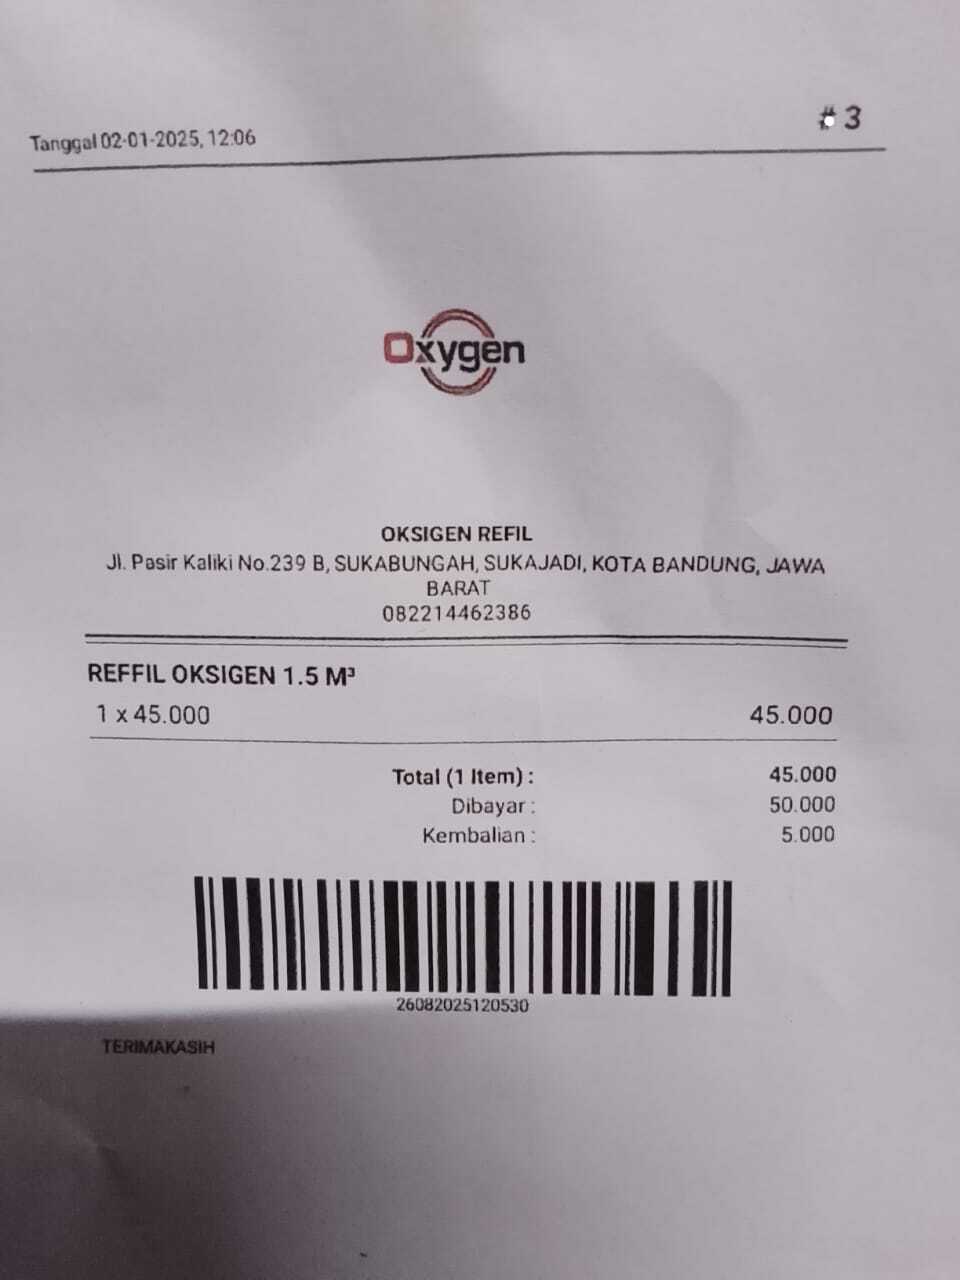 Tanggal 02-01-2025, 12:06
# 3
Oxygen
OKSIGEN REFIL
Jl. Pasir Kaliki No.239 B, SUKABUNGAH, SUKAJADI, KOTA BANDUNG, JAWA
BARAT
082214462386
REFFIL OKSIGEN 1.5 M³
1 x 45.000 45.000
Total (1 Item) : 45.000
Dibayar : 50.000
Kembalian : 5.000
26082025120530
TERIMAKASIH